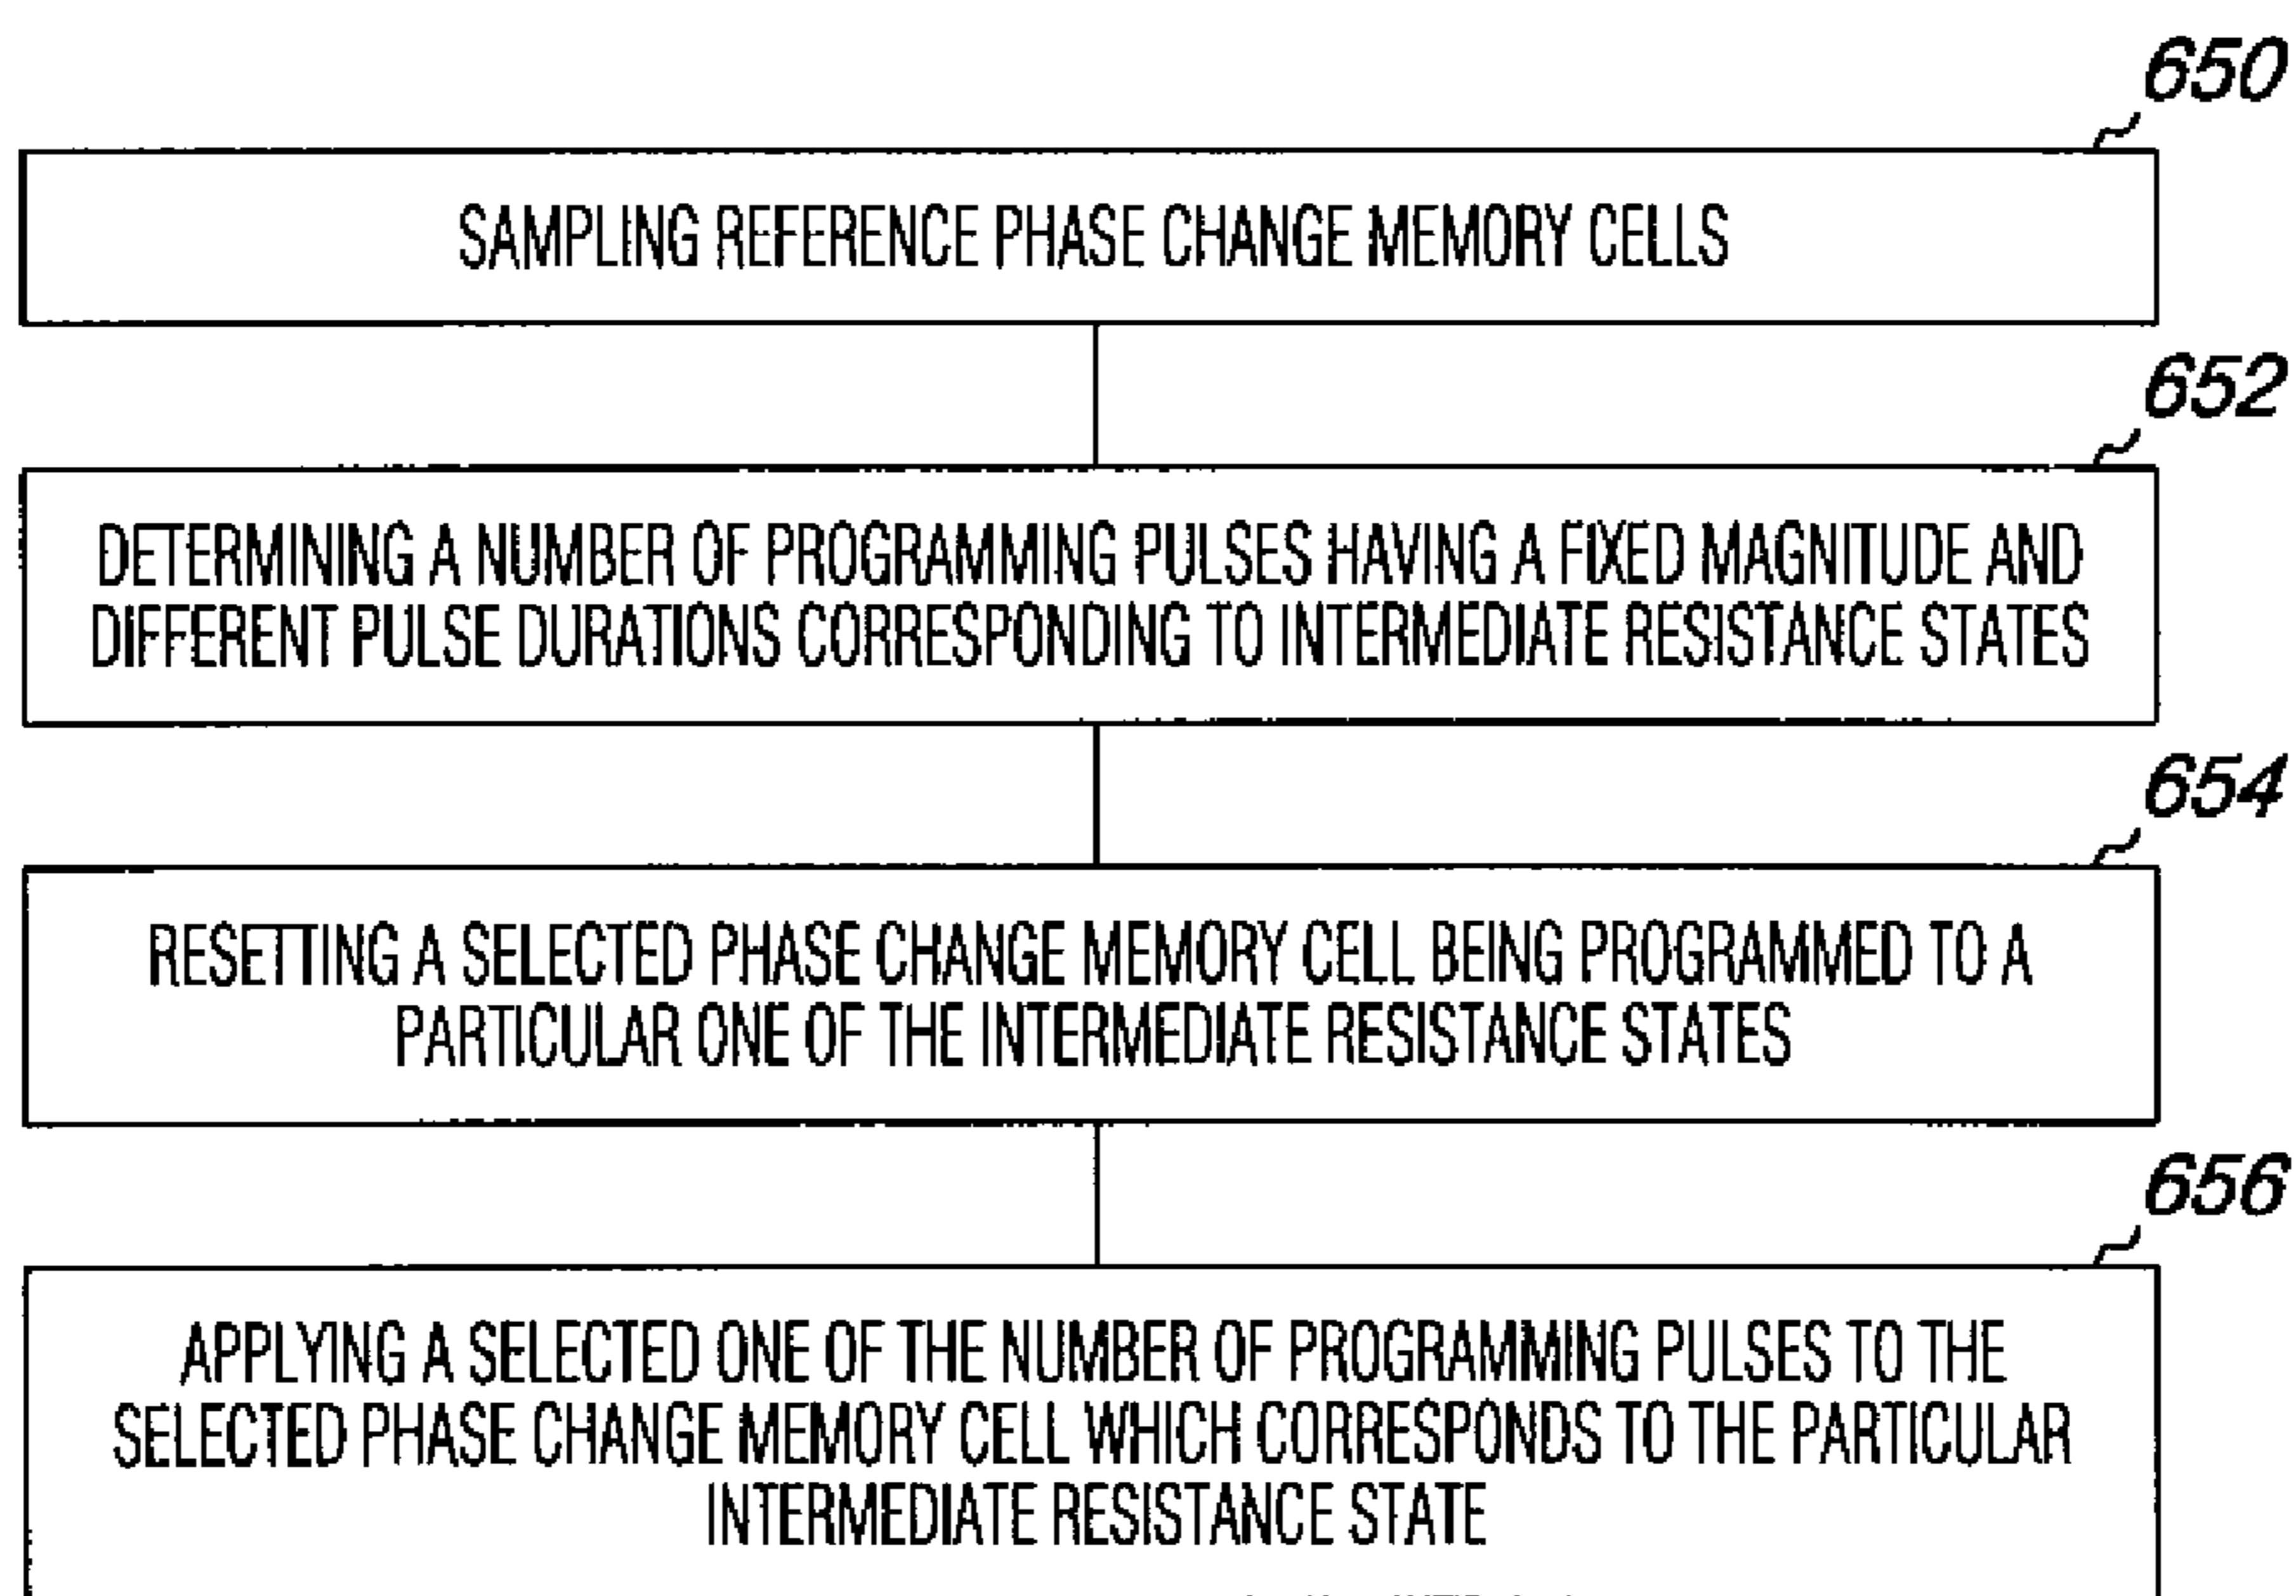 650
SAMPLING REFERENCE PHASE CHANGE MEMORY CELLS
652
DETERMINING A NUMBER OF PROGRAMMING PULSES HAVING A FIXED MAGNITUDE AND
DIFFERENT PULSE DURATIONS CORRESPONDING TO INTERMEDIATE RESISTANCE STATES
654
RESETTING A SELECTED PHASE CHANGE MEMORY CELL BEING PROGRAMMED TO A
PARTICULAR ONE OF THE INTERMEDIATE RESISTANCE STATES
656
APPLYING A SELECTED ONE OF THE NUMBER OF PROGRAMMING PULSES TO THE
SELECTED PHASE CHANGE MEMORY CELL WHICH CORRESPONDS TO THE PARTICULAR
INTERMEDIATE RESISTANCE STATE